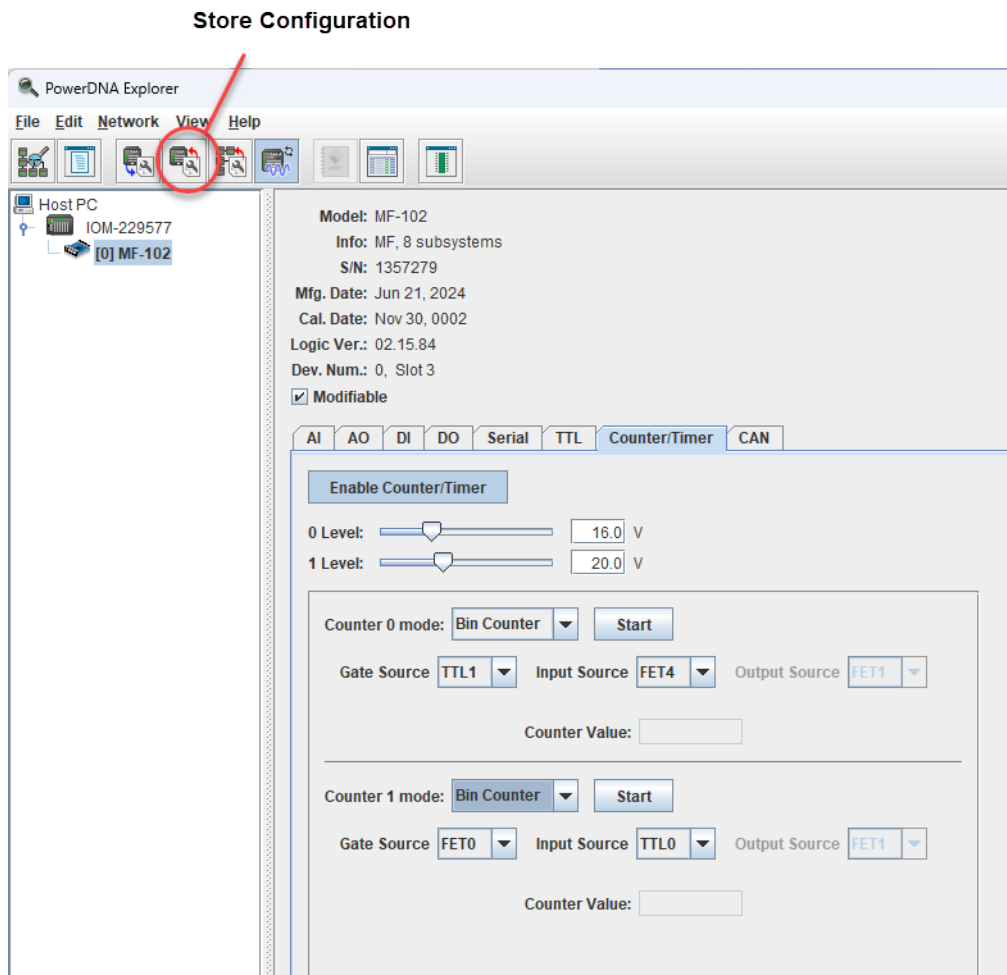 Store Configuration
PowerDNA Explorer
File Edit Network View Help
Host PC
IOM-229577
[0] MF-102
Model: MF-102
Info: MF, 8 subsystems
S/N: 1357279
Mfg. Date: Jun 21, 2024
Cal. Date: Nov 30, 0002
Logic Ver.: 02.15.84
Dev. Num.: 0, Slot 3
Modifiable
AI AO DI DO Serial TTL Counter/Timer CAN
Enable Counter/Timer
0 Level: 16.0 V
1 Level: 20.0 V
Counter 0 mode: Bin Counter Start
Gate Source TTL1 Input Source FET4 Output Source FET1
Counter Value:
Counter 1 mode: Bin Counter Start
Gate Source FET0 Input Source TTL0 Output Source FET1
Counter Value: